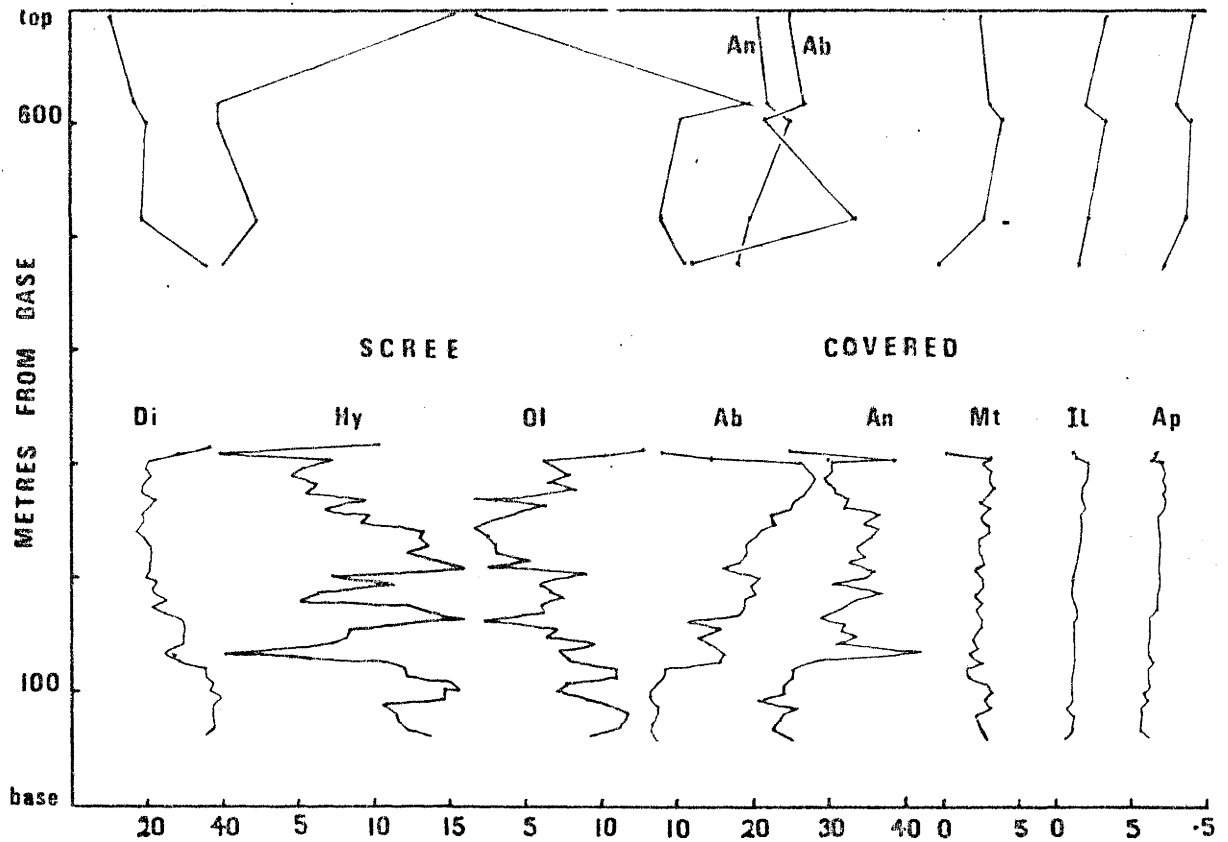 top
An Ab
600
METRES FROM BASE
SCREE COVERED
Di Hy Ol Ab An Mt Il Ap
100
base
20 40 5 10 15 5 10 10 20 30 40 0 5 0 5 .5